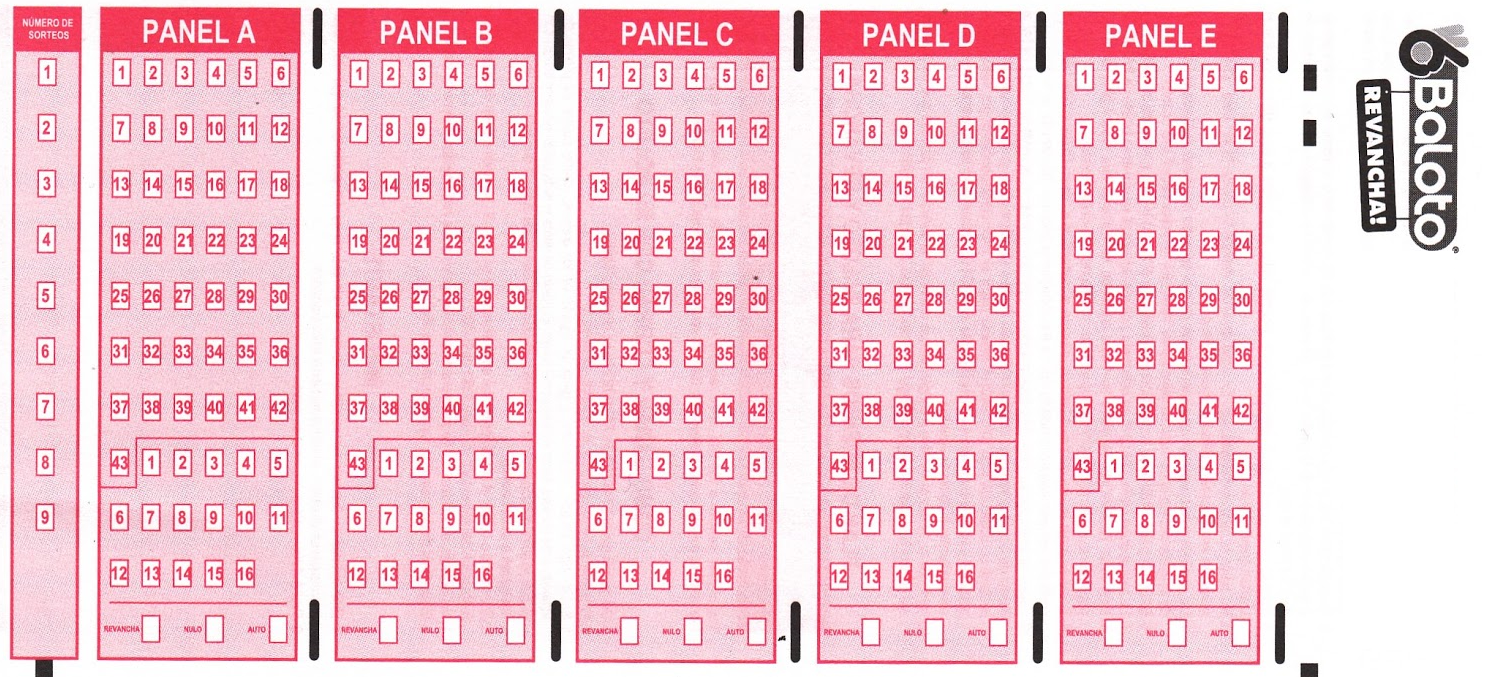 NÚMERO DE
SORTEOS
1
2
3
4
5
6
7
8
9
PANEL A
1 2 3 4 5 6
7 8 9 10 11 12
13 14 15 16 17 18
19 20 21 22 23 24
25 26 27 28 29 30
31 32 33 34 35 36
37 38 39 40 41 42
43 1 2 3 4 5
6 7 8 9 10 11
12 13 14 15 16
REVANCHA NULO AUTO
PANEL B
1 2 3 4 5 6
7 8 9 10 11 12
13 14 15 16 17 18
19 20 21 22 23 24
25 26 27 28 29 30
31 32 33 34 35 36
37 38 39 40 41 42
43 1 2 3 4 5
6 7 8 9 10 11
12 13 14 15 16
REVANCHA NULO AUTO
PANEL C
1 2 3 4 5 6
7 8 9 10 11 12
13 14 15 16 17 18
19 20 21 22 23 24
25 26 27 28 29 30
31 32 33 34 35 36
37 38 39 40 41 42
43 1 2 3 4 5
6 7 8 9 10 11
12 13 14 15 16
REVANCHA NULO AUTO
PANEL D
1 2 3 4 5 6
7 8 9 10 11 12
13 14 15 16 17 18
19 20 21 22 23 24
25 26 27 28 29 30
31 32 33 34 35 36
37 38 39 40 41 42
43 1 2 3 4 5
6 7 8 9 10 11
12 13 14 15 16
REVANCHA NULO AUTO
PANEL E
1 2 3 4 5 6
7 8 9 10 11 12
13 14 15 16 17 18
19 20 21 22 23 24
25 26 27 28 29 30
31 32 33 34 35 36
37 38 39 40 41 42
43 1 2 3 4 5
6 7 8 9 10 11
12 13 14 15 16
REVANCHA NULO AUTO
Baloto
REVANCHA!